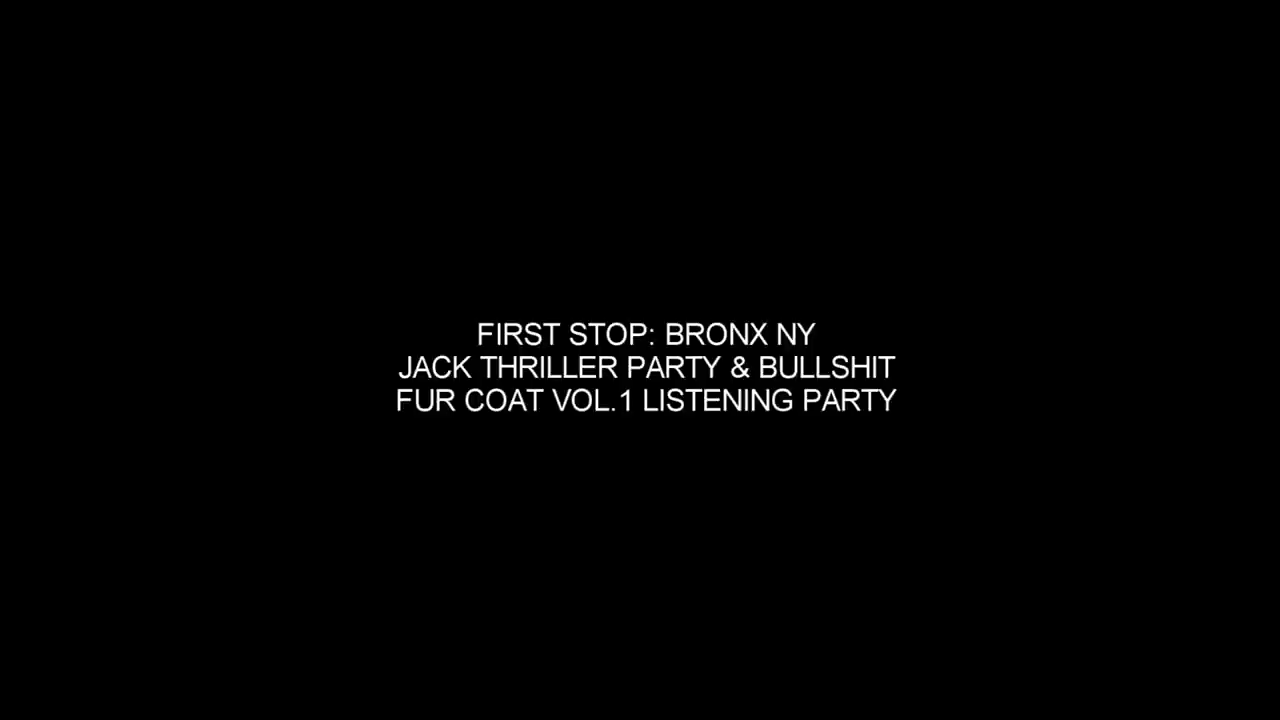 FIRST STOP: BRONX NY
JACK THRILLER PARTY & BULLSHIT
FUR COAT VOL.1 LISTENING PARTY